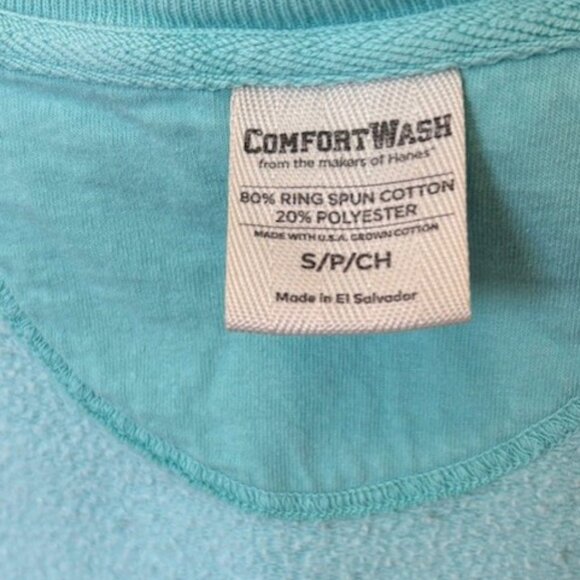 COMFORTWASH
from the makers of Hanes
80% RING SPUN COTTON
20% POLYESTER
MADE WITH U.S.A. GROWN COTTON
S/P/CH
Made in El Salvador